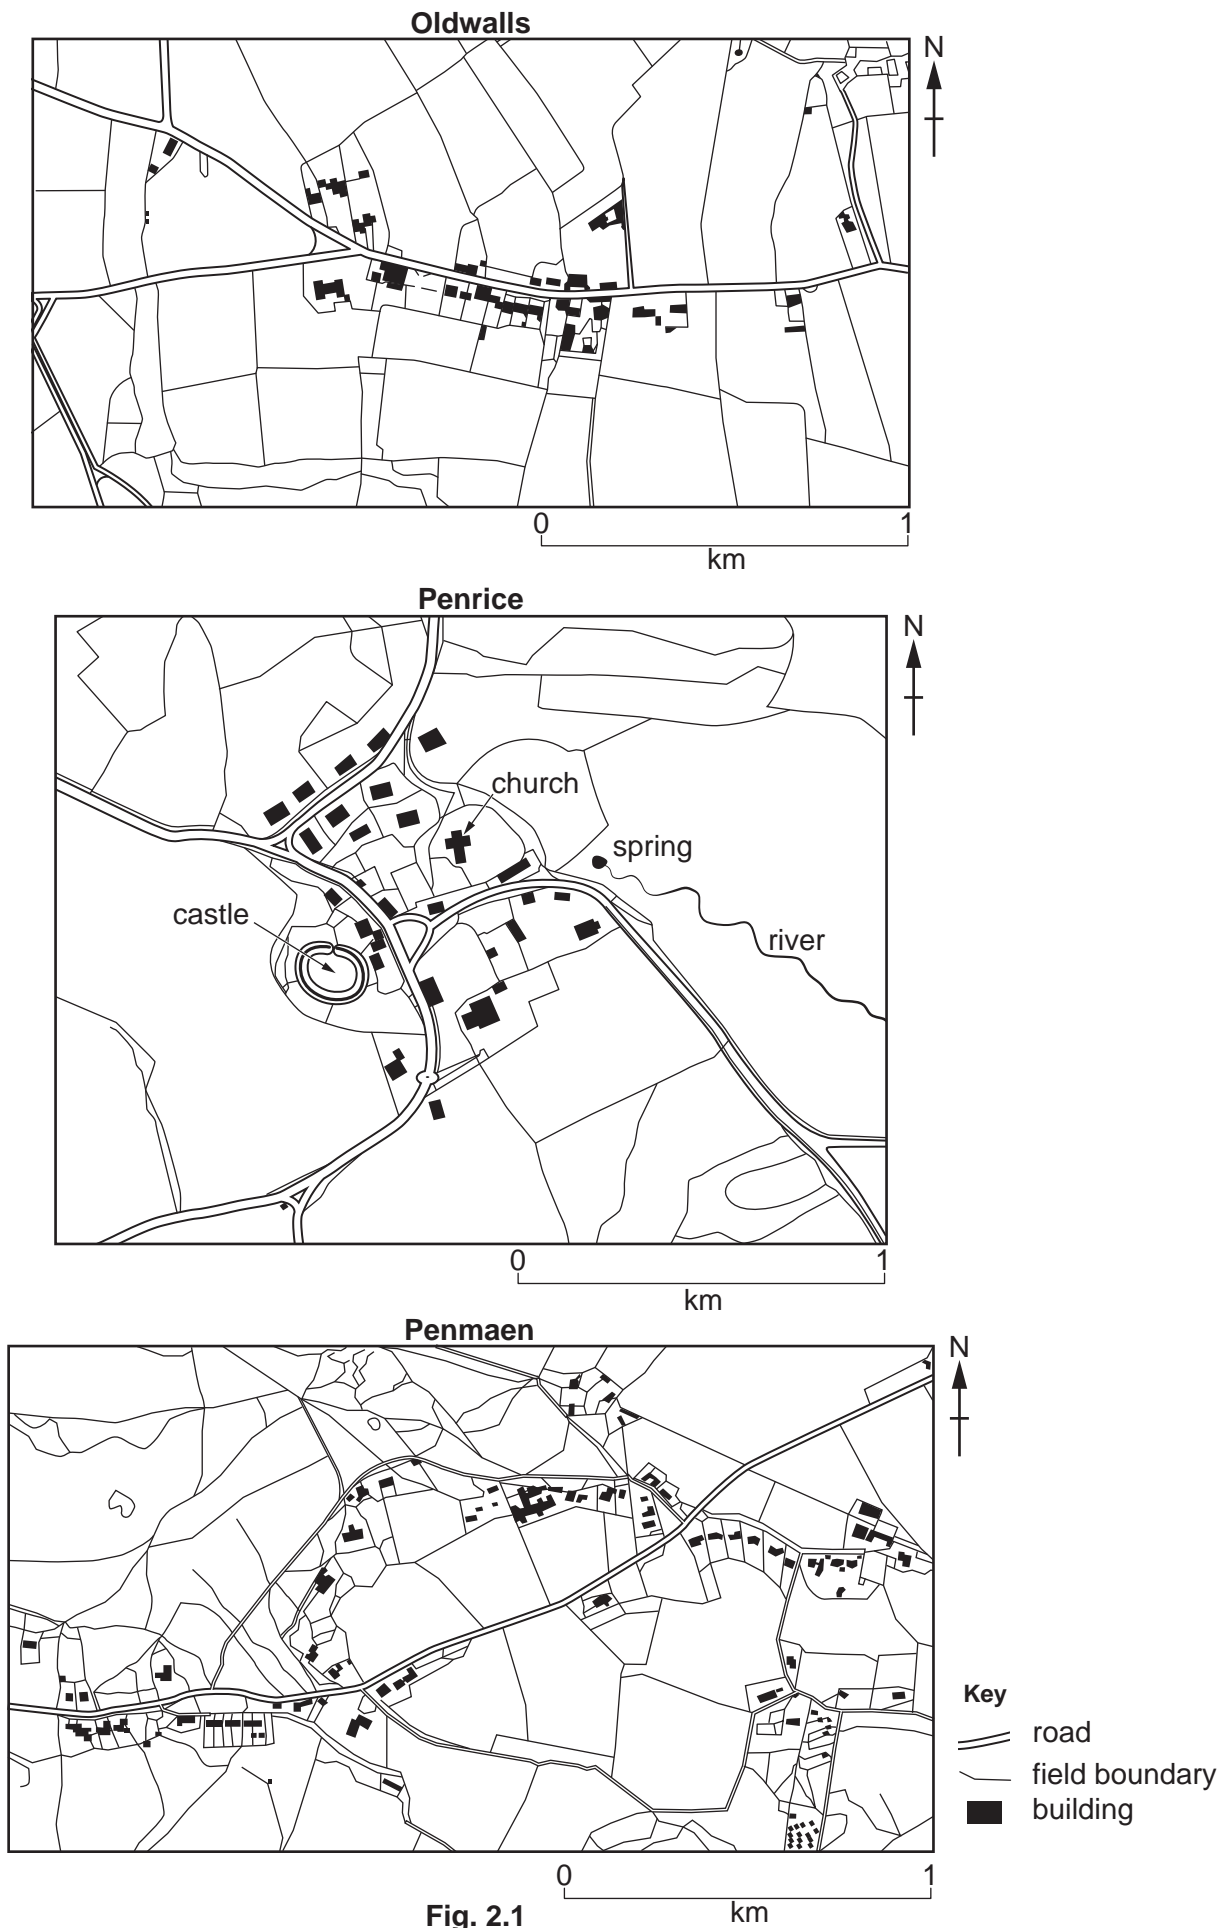 Oldwalls
N
0 1
km
Penrice
N
church
spring
castle
river
0 1
km
Penmaen
N
Key
road
field boundary
building
0 1
km
Fig. 2.1